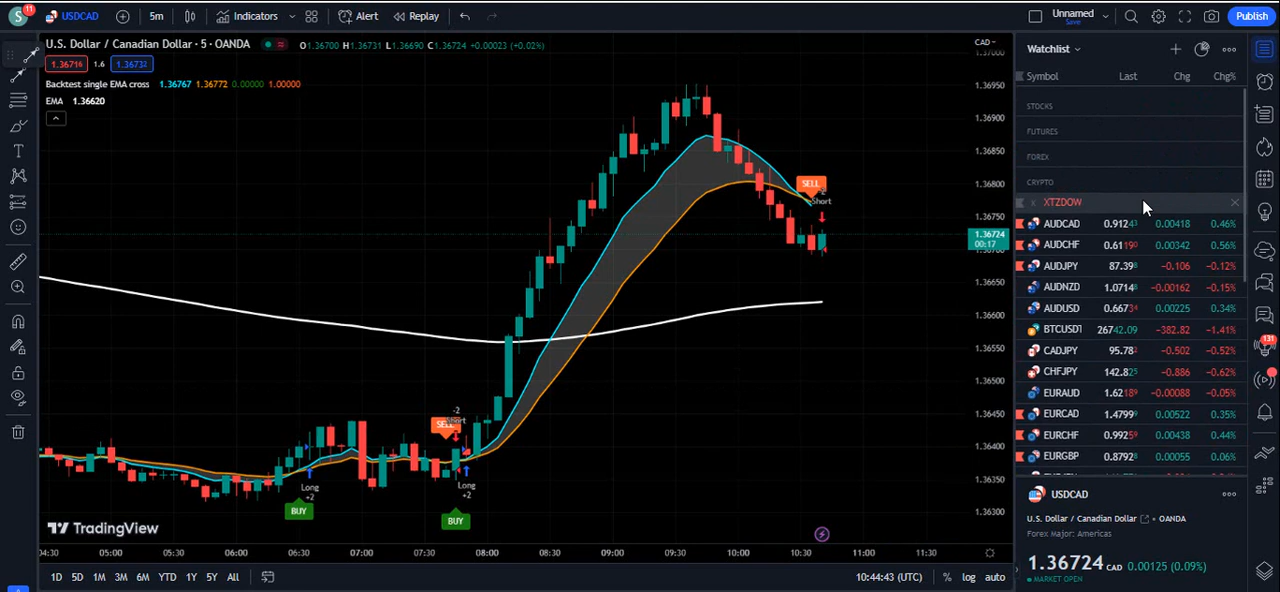 S 11 USDCAD 5m Indicators Alert Replay Unnamed Save Publish
U.S. Dollar / Canadian Dollar · 5 · OANDA O1.36700 H1.36731 L1.36690 C1.36724 +0.00023 (+0.02%)
1.36716 1.6 1.36732
Backtest single EMA cross 1.36767 1.36772 0.00000 1.00000
EMA 1.36620
CAD
1.37000
1.36950
1.36900
1.36850
1.36800
1.36750
1.36724
00:17
1.36650
1.36600
1.36550
1.36500
1.36450
1.36400
1.36350
1.36300
SELL
Short
SELL
-2
Short
Long
+2
BUY
Long
+2
BUY
TradingView
04:30 05:00 05:30 06:00 06:30 07:00 07:30 08:00 08:30 09:00 09:30 10:00 10:30 11:00 11:30
1D 5D 1M 3M 6M YTD 1Y 5Y All 10:44:43 (UTC) % log auto
Watchlist
Symbol Last Chg Chg%
STOCKS
FUTURES
FOREX
CRYPTO
XTZDOW
AUDCAD 0.91243 0.00418 0.46%
AUDCHF 0.61190 0.00342 0.56%
AUDJPY 87.398 -0.106 -0.12%
AUDNZD 1.07148 -0.00162 -0.15%
AUDUSD 0.66734 0.00225 0.34%
BTCUSDT 26742.09 -382.82 -1.41%
CADJPY 95.782 -0.502 -0.52%
CHFJPY 142.825 -0.886 -0.62%
EURAUD 1.62189 -0.00088 -0.05%
EURCAD 1.47999 0.00522 0.35%
EURCHF 0.99259 0.00438 0.44%
EURGBP 0.87928 0.00055 0.06%
USDCAD
U.S. Dollar / Canadian Dollar · OANDA
Forex Major: Americas
1.36724 CAD 0.00125 (0.09%)
MARKET OPEN
131